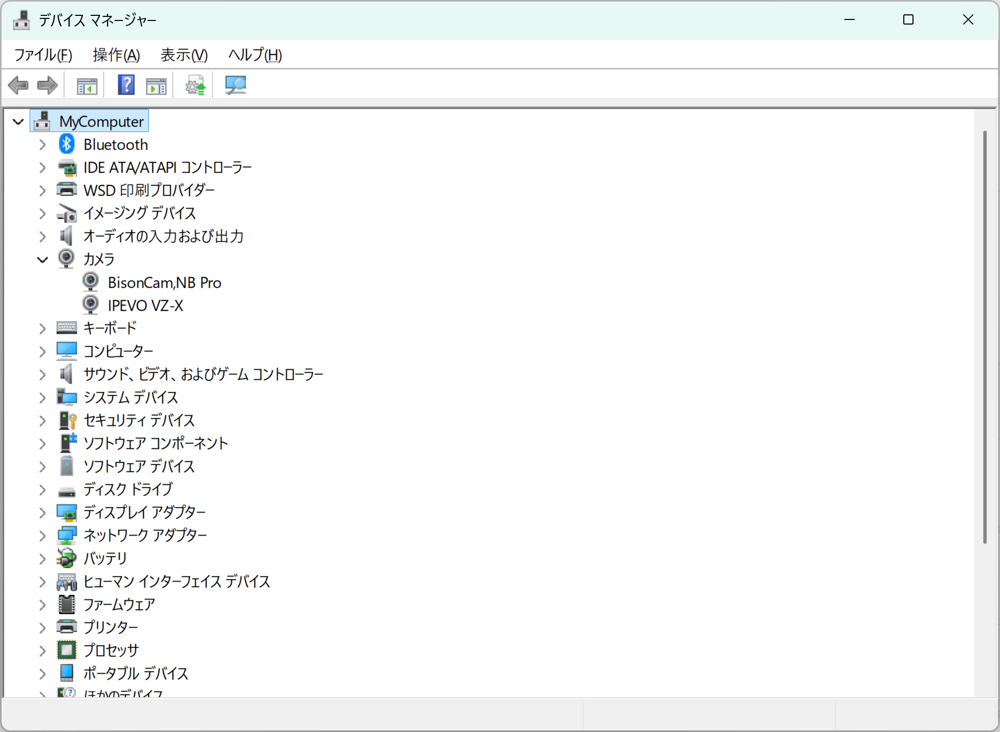 デバイス マネージャー
ファイル(F) 操作(A) 表示(V) ヘルプ(H)
MyComputer
Bluetooth
IDE ATA/ATAPI コントローラー
WSD 印刷プロバイダー
イメージング デバイス
オーディオの入力および出力
カメラ
BisonCam,NB Pro
IPEVO VZ-X
キーボード
コンピューター
サウンド、ビデオ、およびゲーム コントローラー
システム デバイス
セキュリティ デバイス
ソフトウェア コンポーネント
ソフトウェア デバイス
ディスク ドライブ
ディスプレイ アダプター
ネットワーク アダプター
バッテリ
ヒューマン インターフェイス デバイス
ファームウェア
プリンター
プロセッサ
ポータブル デバイス
ほかのデバイス